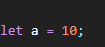 let a = 10;